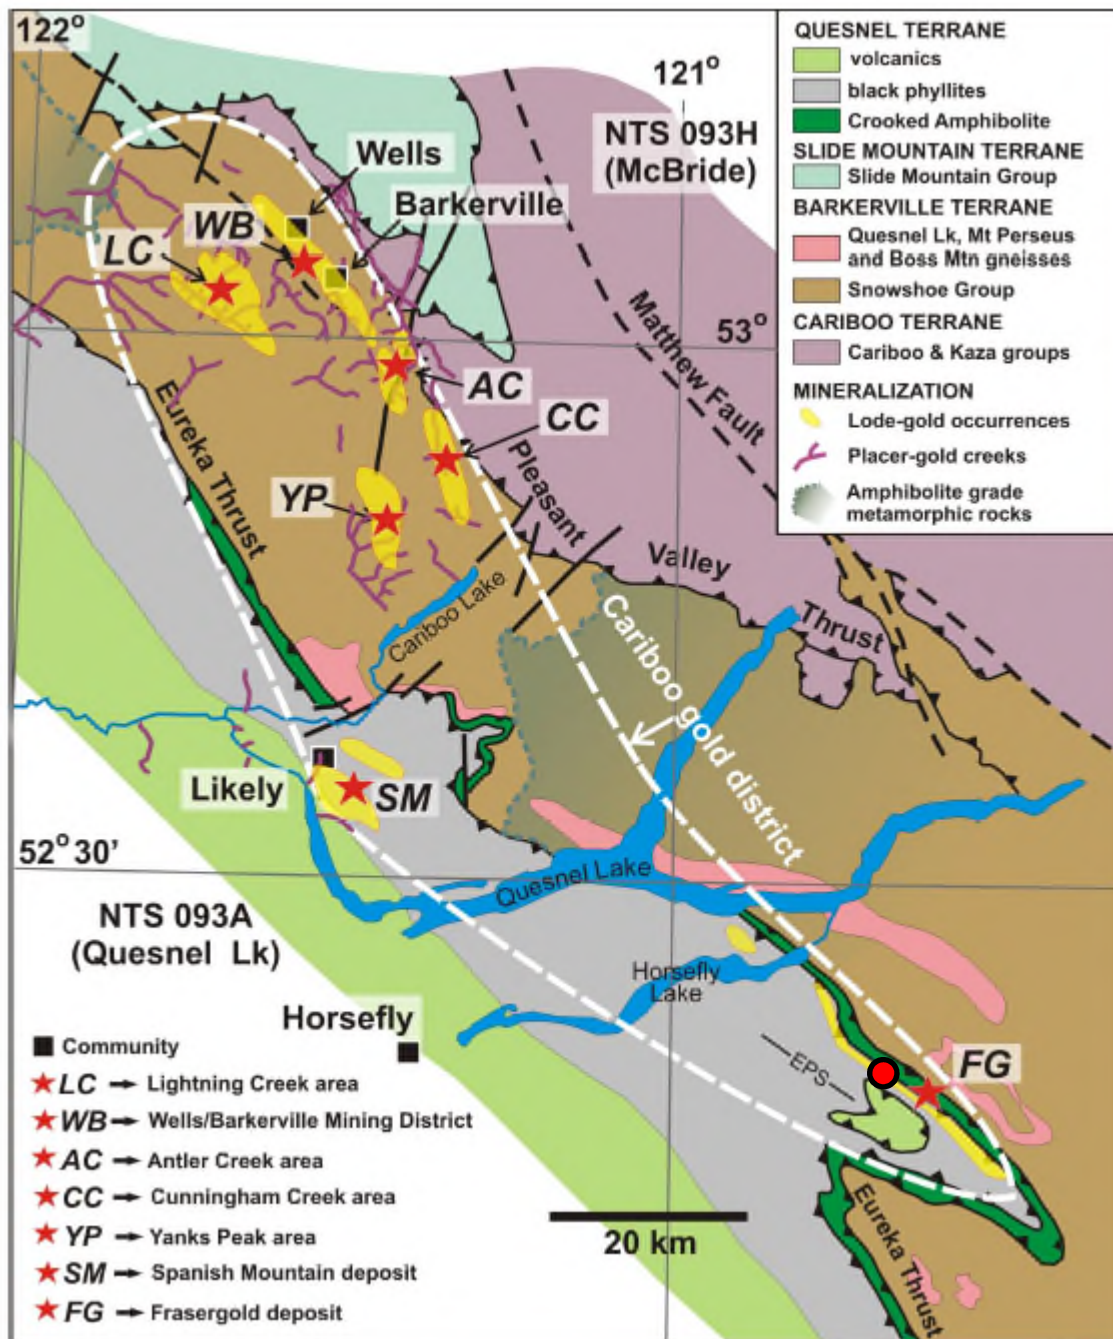 122°
121°
NTS 093H
(McBride)
Wells
Barkerville
WB
LC
53°
Matthew Fault
AC
CC
Eureka Thrust
Pleasant
Valley
Thrust
YP
Cariboo Lake
Cariboo gold district
Likely
SM
52° 30'
Quesnel Lake
NTS 093A
(Quesnel Lk)
Horsefly
Lake
Horsefly
EPS
FG
Eureka Thrust
20 km
QUESNEL TERRANE
volcanics
black phyllites
Crooked Amphibolite
SLIDE MOUNTAIN TERRANE
Slide Mountain Group
BARKERVILLE TERRANE
Quesnel Lk, Mt Perseus
and Boss Mtn gneisses
Snowshoe Group
CARIBOO TERRANE
Cariboo & Kaza groups
MINERALIZATION
Lode-gold occurrences
Placer-gold creeks
Amphibolite grade
metamorphic rocks
Community
LC → Lightning Creek area
WB → Wells/Barkerville Mining District
AC → Antler Creek area
CC → Cunningham Creek area
YP → Yanks Peak area
SM → Spanish Mountain deposit
FG → Frasergold deposit